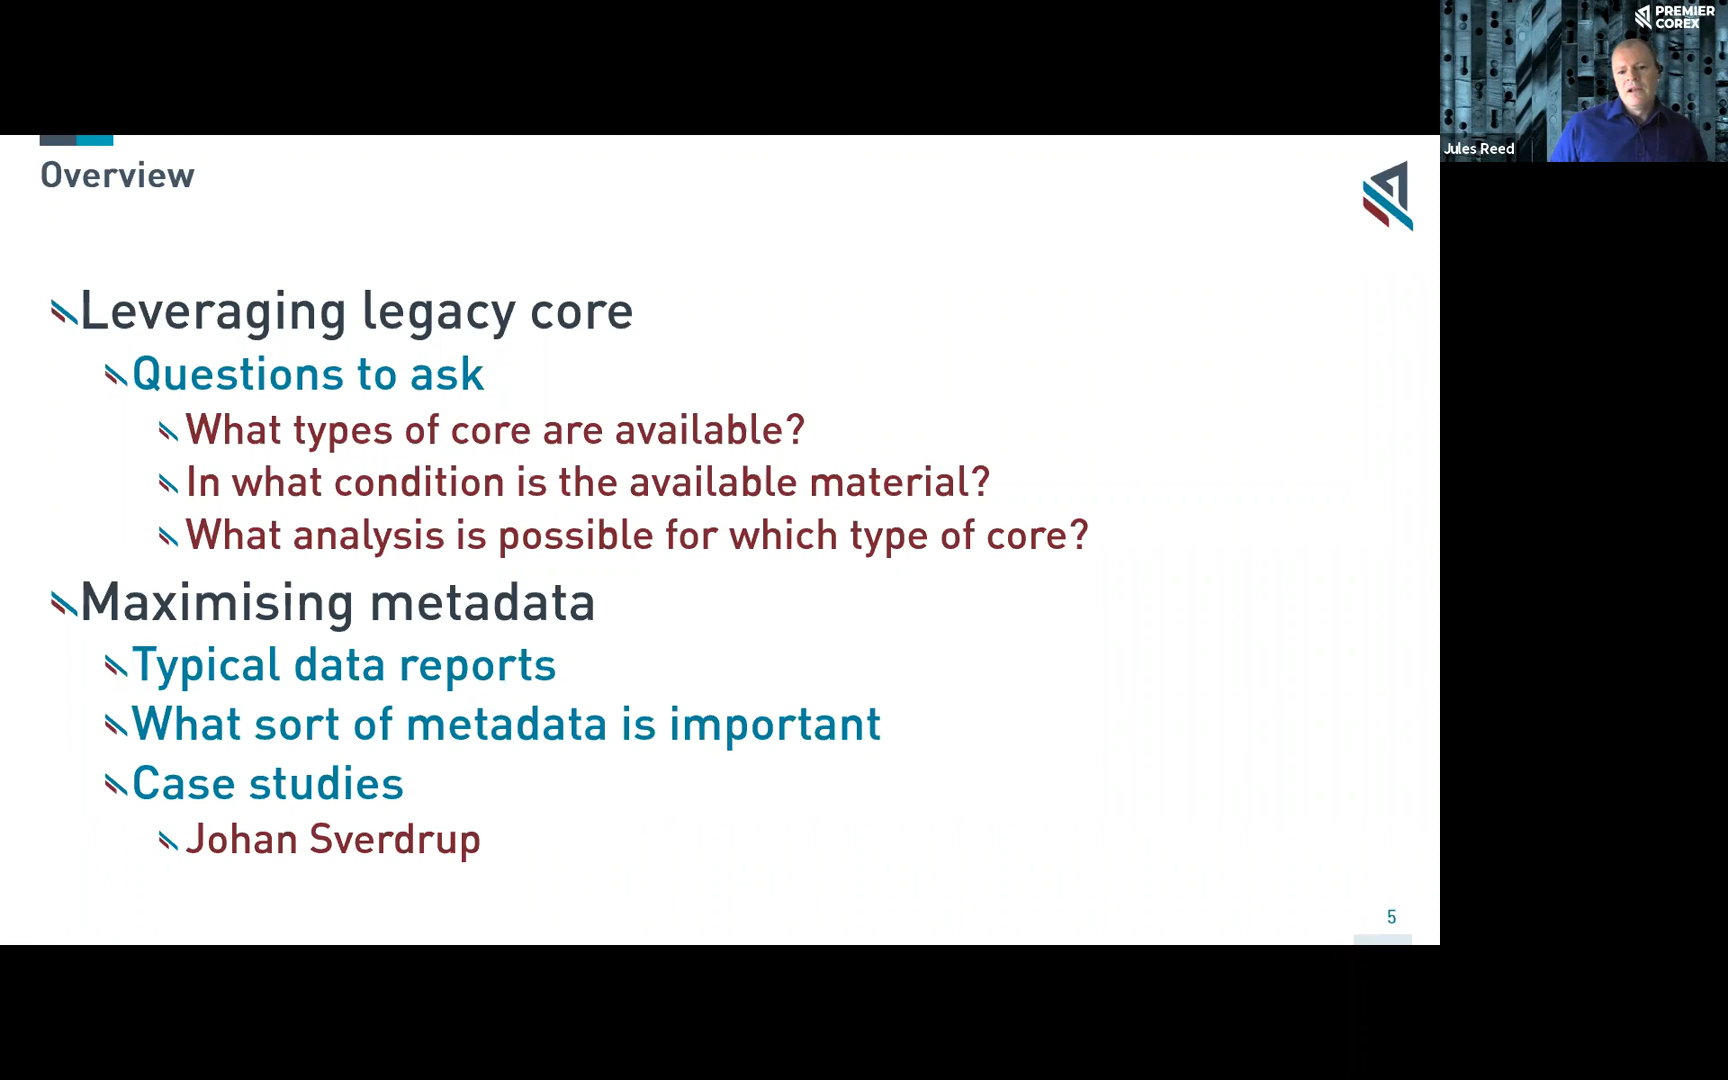 PREMIER
COREX
Jules Reed
Overview
Leveraging legacy core
Questions to ask
What types of core are available?
In what condition is the available material?
What analysis is possible for which type of core?
Maximising metadata
Typical data reports
What sort of metadata is important
Case studies
Johan Sverdrup
5